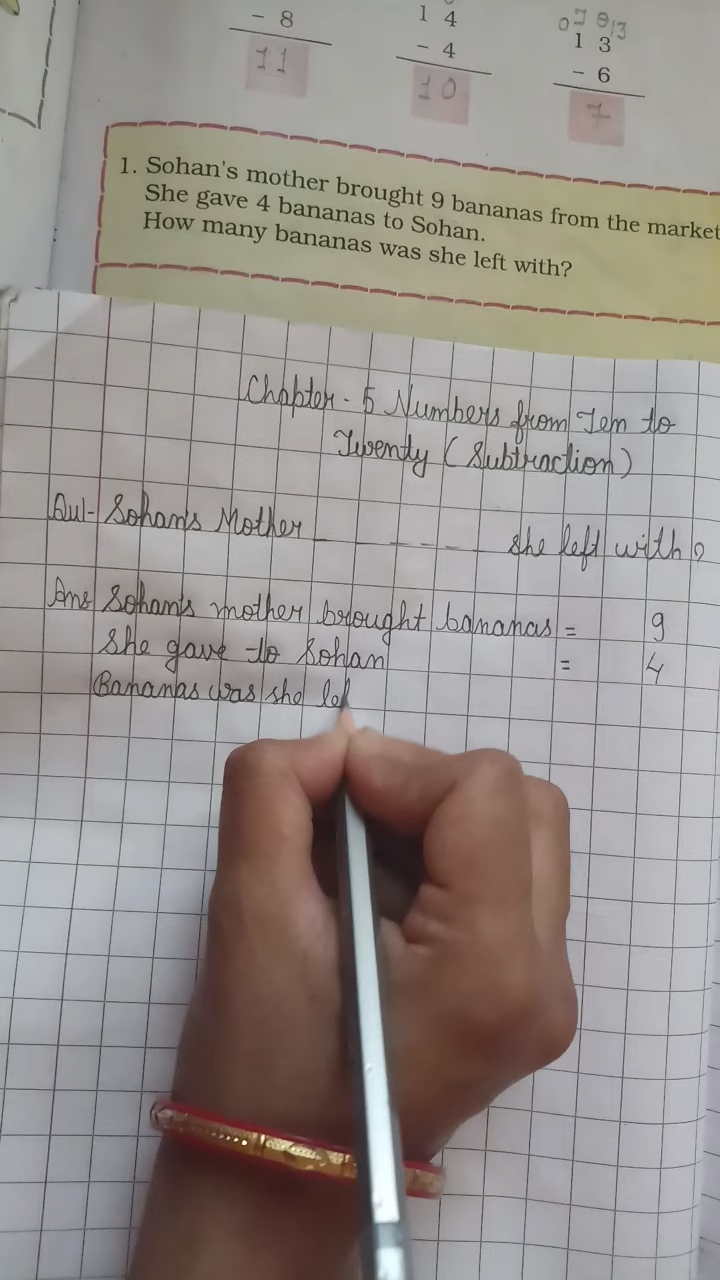 - 8
11
1 4
- 4
10
1 3
- 6
7
1. Sohan's mother brought 9 bananas from the market
She gave 4 bananas to Sohan.
How many bananas was she left with?
Chapter - 5 Numbers from Ten to
Twenty (Subtraction)
Qu1- Sohan's Mother _ _ _ _ _ she left with?
Ans Sohan's mother brought bananas = 9
She gave to Sohan = 4
Bananas was she lef